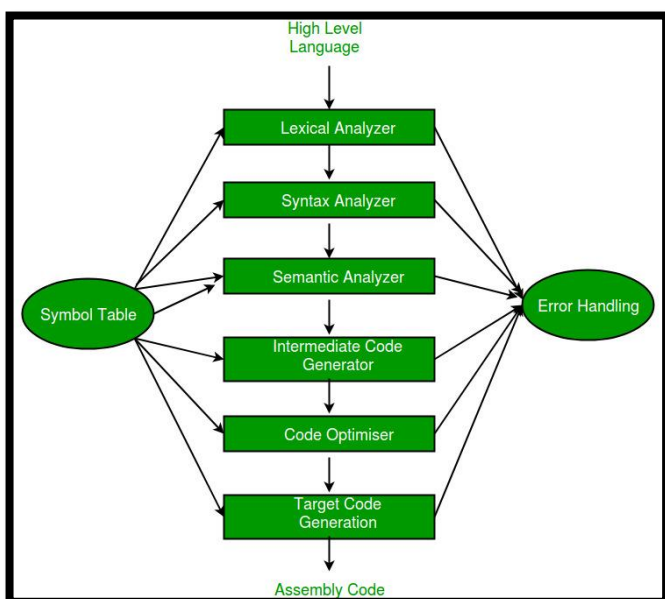 High Level
Language
Lexical Analyzer
Syntax Analyzer
Semantic Analyzer
Symbol Table
Error Handling
Intermediate Code
Generator
Code Optimiser
Target Code
Generation
Assembly Code